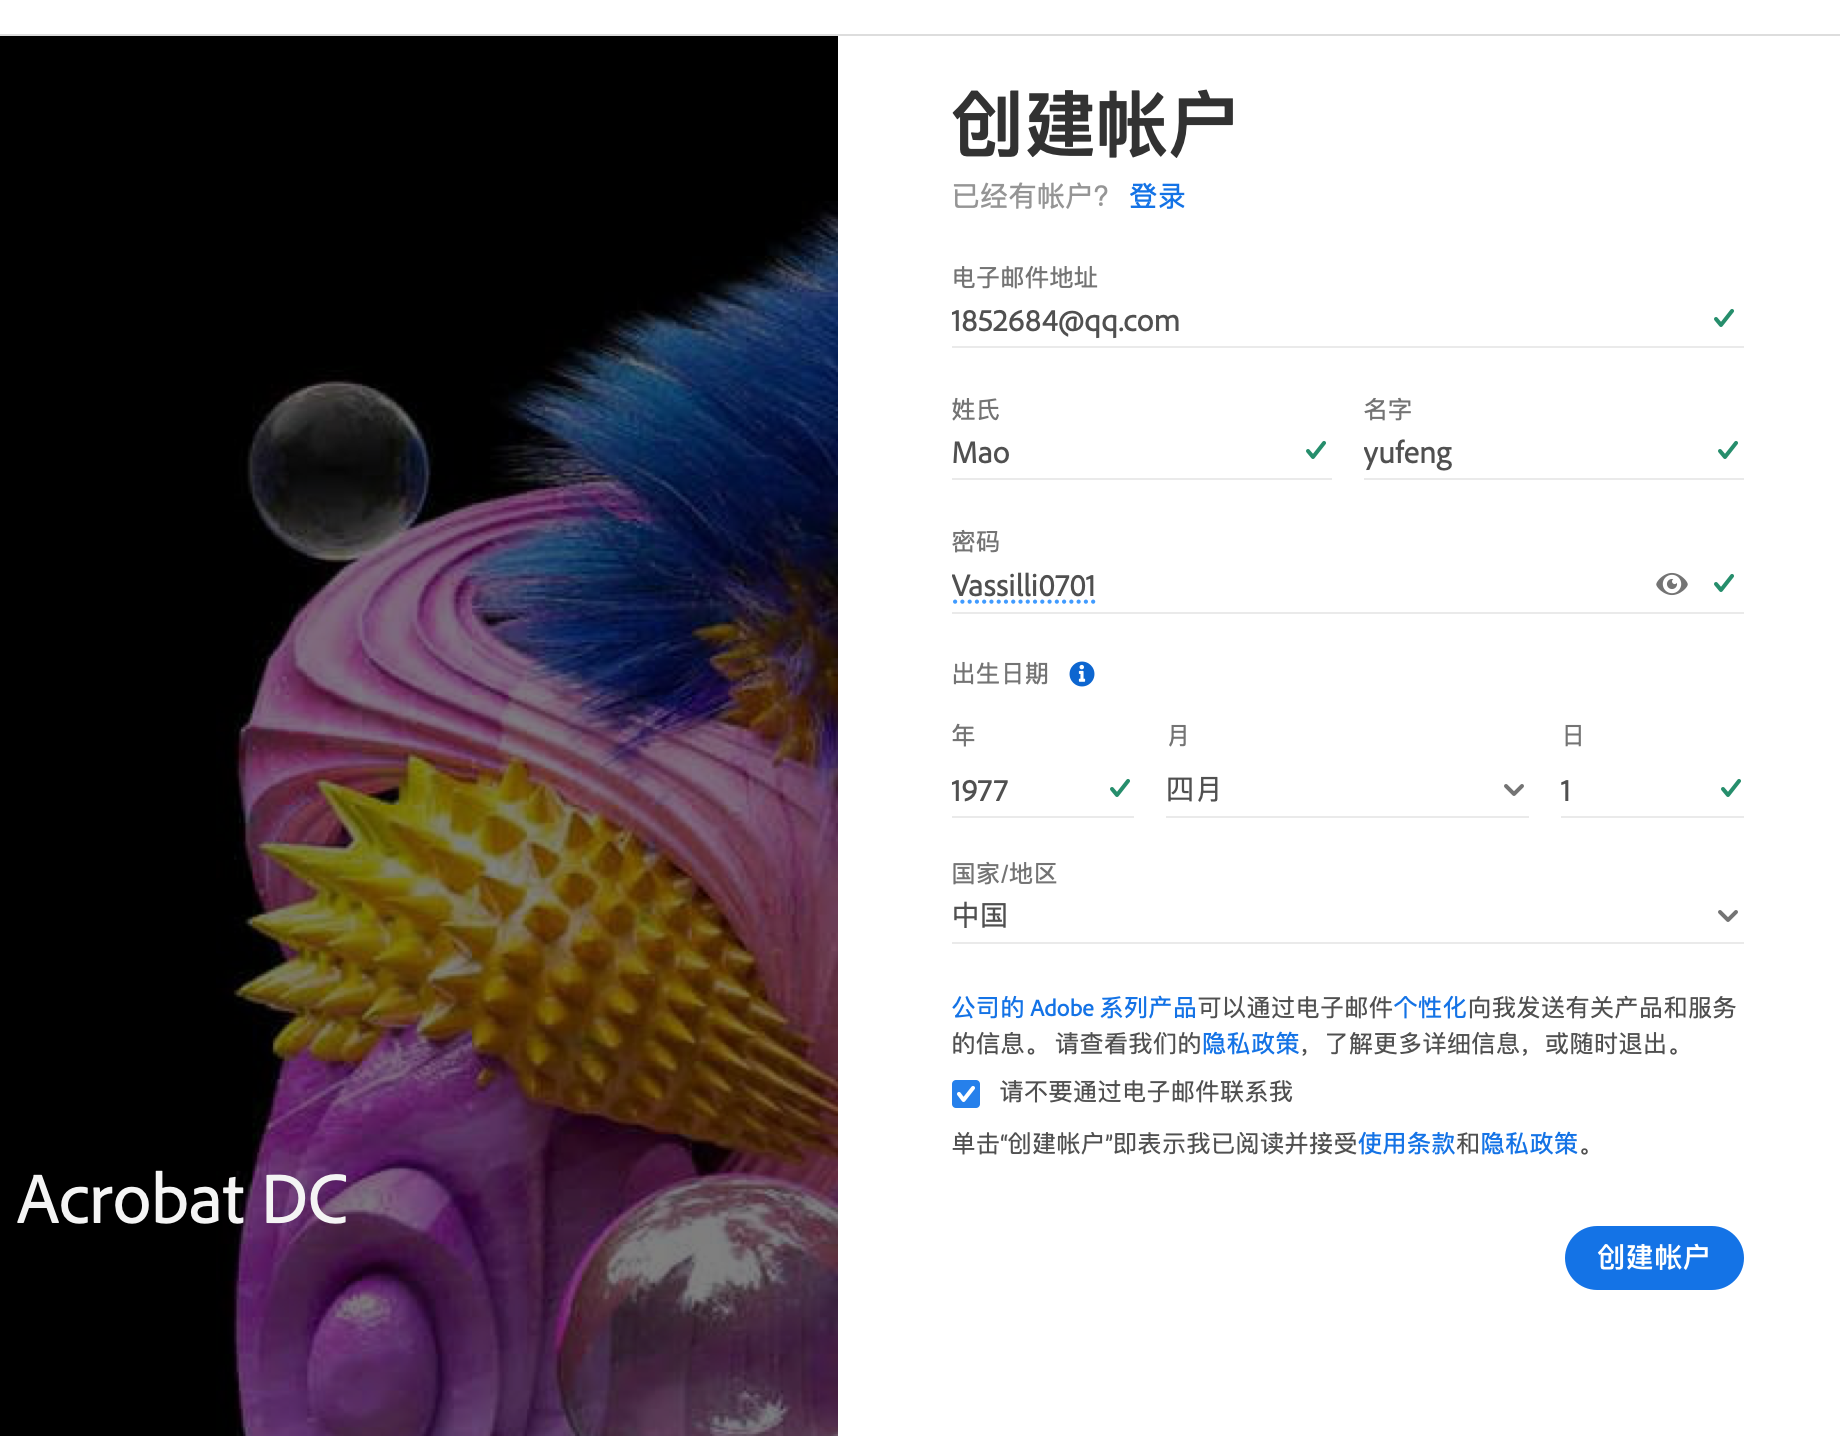 创建帐户
已经有帐户? 登录
电子邮件地址
1852684@qq.com
姓氏 名字
Mao yufeng
密码
Vassilli0701
出生日期
年 月 日
1977 四月 1
国家/地区
中国
公司的 Adobe 系列产品可以通过电子邮件个性化向我发送有关产品和服务
的信息。 请查看我们的隐私政策，了解更多详细信息，或随时退出。
请不要通过电子邮件联系我
单击“创建帐户”即表示我已阅读并接受使用条款和隐私政策。
Acrobat DC
创建帐户